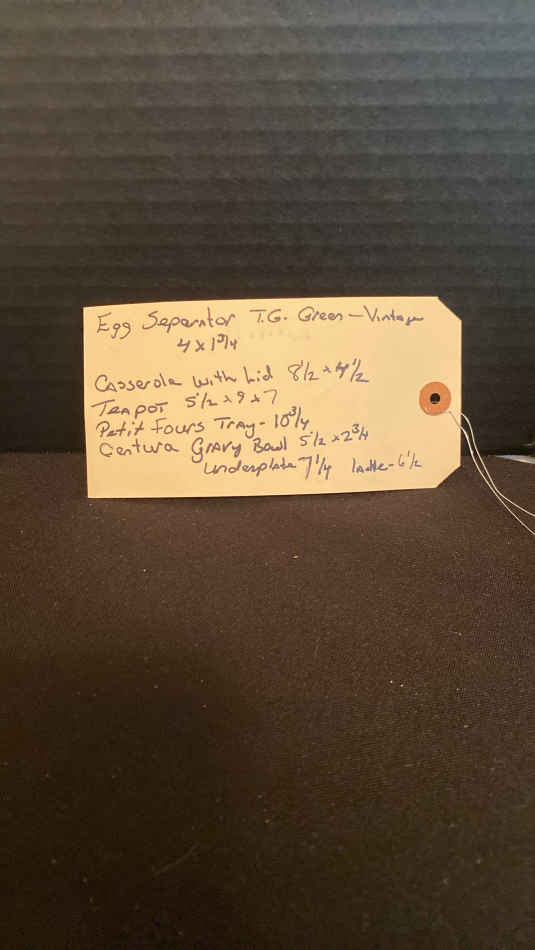 Egg Separator T.G. Green - Vintage
4 x 1 3/4
Casserole with Lid 8 1/2 x 4 1/2
Teapot 5 1/2 x 9 x 7
Petit Fours Tray - 10 3/4
Centura Gravy Bowl 5 1/2 x 2 3/4
Underplate 7 1/4 ladle - 6 1/2